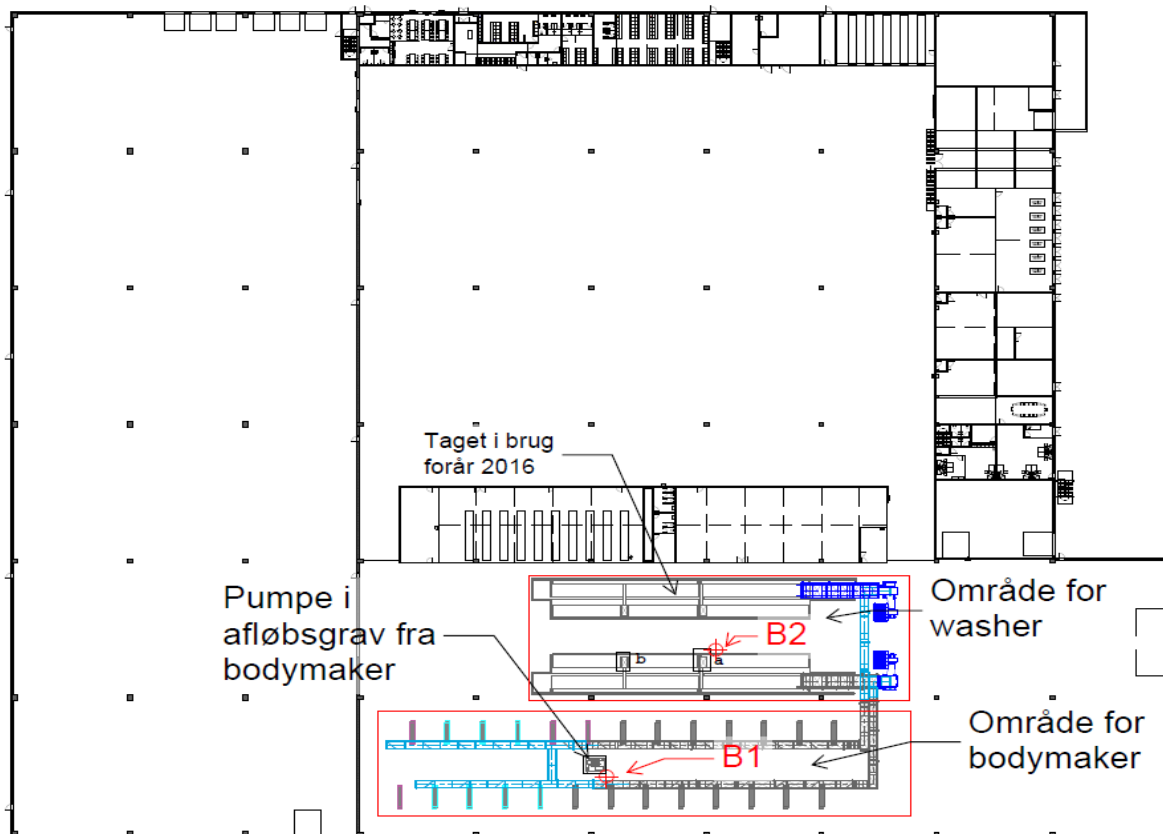 Taget i brug
forår 2016
Pumpe i
afløbsgrav fra
bodymaker
Område for
washer
B2
b
a
Område for
bodymaker
B1